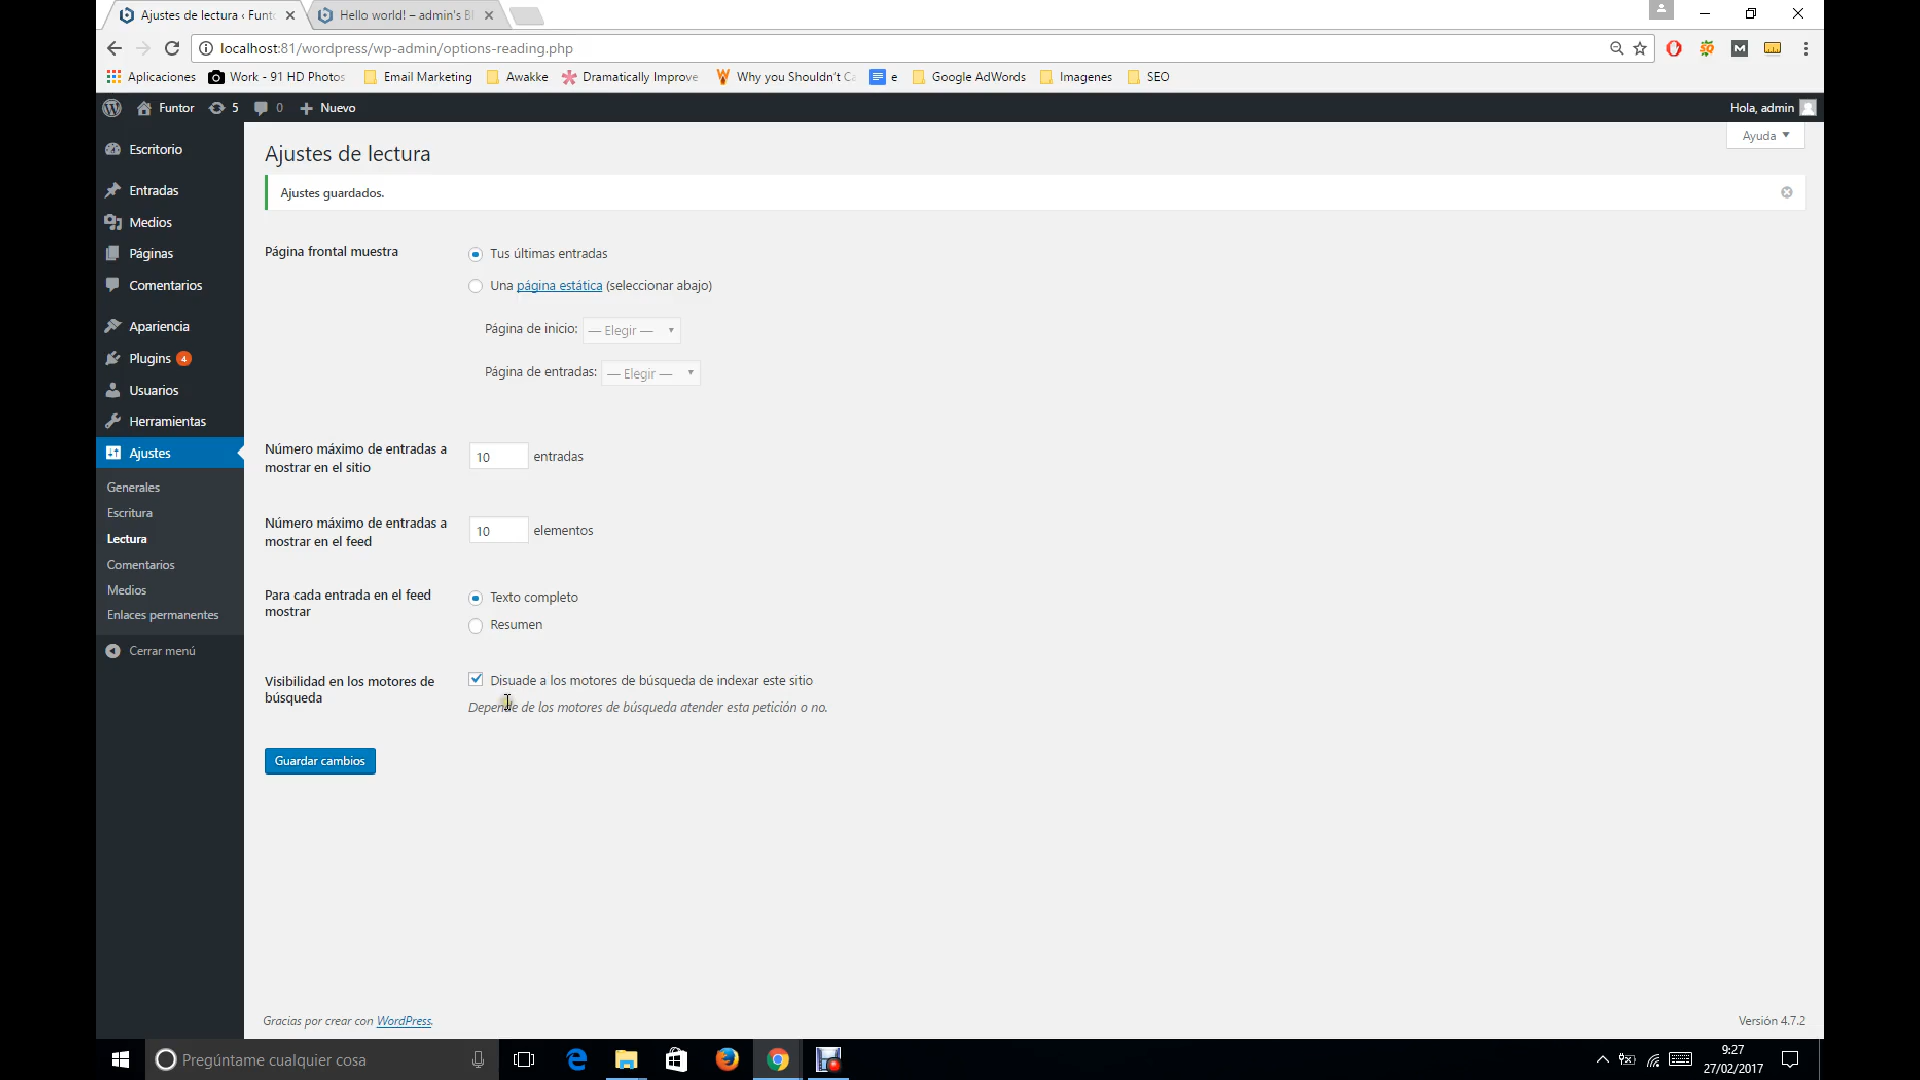 Ajustes de lectura ‹ Funto
Hello world! – admin's Bl
localhost:81/wordpress/wp-admin/options-reading.php
Aplicaciones
Work - 91 HD Photos
Email Marketing
Awakke
Dramatically Improve
Why you Shouldn't Ca
e
Google AdWords
Imagenes
SEO
Funtor
5
0
Nuevo
Hola, admin
Ayuda
Escritorio
Entradas
Medios
Páginas
Comentarios
Apariencia
Plugins 4
Usuarios
Herramientas
Ajustes
Generales
Escritura
Lectura
Comentarios
Medios
Enlaces permanentes
Cerrar menú
Ajustes de lectura
Ajustes guardados.
Página frontal muestra
Tus últimas entradas
Una página estática (seleccionar abajo)
Página de inicio: — Elegir —
Página de entradas: — Elegir —
Número máximo de entradas a
mostrar en el sitio
10 entradas
Número máximo de entradas a
mostrar en el feed
10 elementos
Para cada entrada en el feed
mostrar
Texto completo
Resumen
Visibilidad en los motores de
búsqueda
Disuade a los motores de búsqueda de indexar este sitio
Depende de los motores de búsqueda atender esta petición o no.
Guardar cambios
Gracias por crear con WordPress.
Versión 4.7.2
Pregúntame cualquier cosa
9:27
27/02/2017